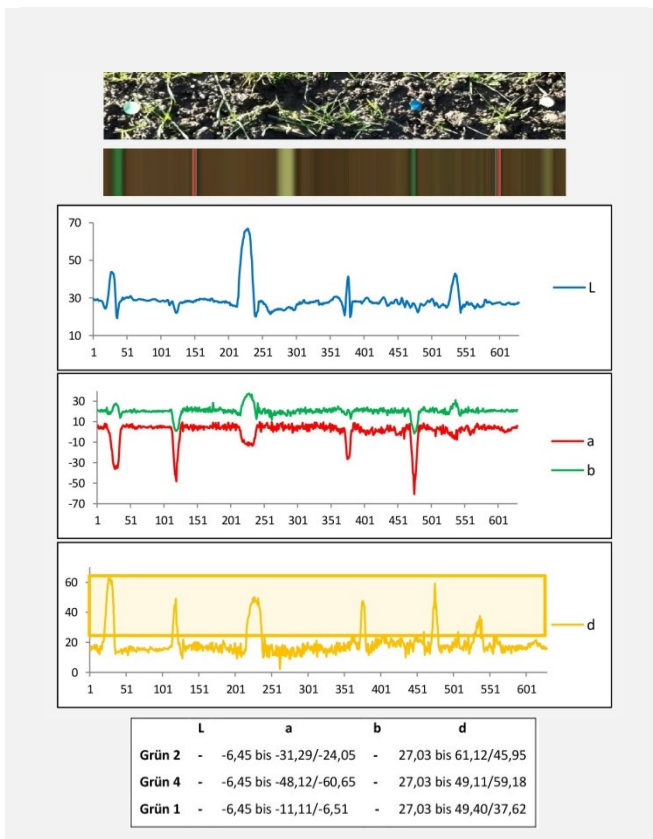 70
50
30
10
1 51 101 151 201 251 301 351 401 451 501 551 601
L
30
10
-10
-30
-50
-70
1 51 101 151 201 251 301 351 401 451 501 551 601
a
b
60
40
20
0
1 51 101 151 201 251 301 351 401 451 501 551 601
d
L a b d
Grün 2 - -6,45 bis -31,29/-24,05 - 27,03 bis 61,12/45,95
Grün 4 - -6,45 bis -48,12/-60,65 - 27,03 bis 49,11/59,18
Grün 1 - -6,45 bis -11,11/-6,51 - 27,03 bis 49,40/37,62